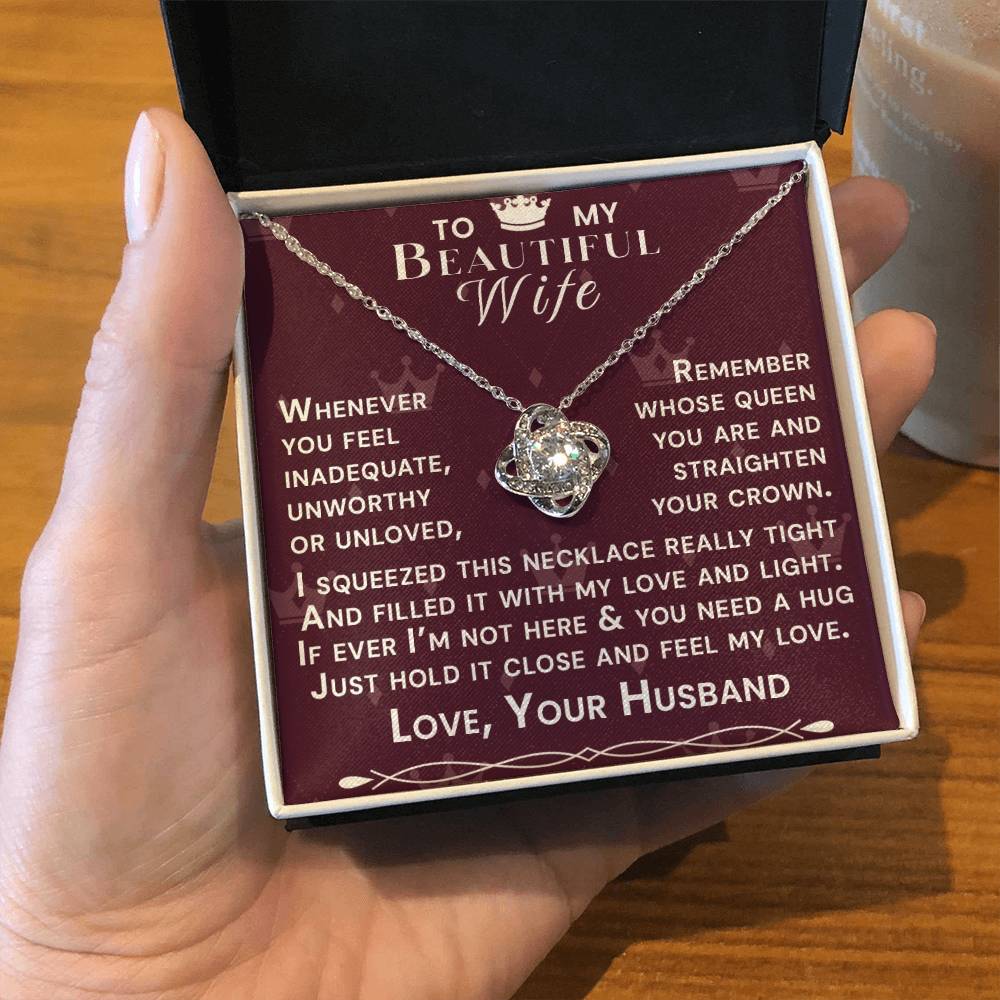 TO MY
BEAUTIFUL
Wife
WHENEVER
YOU FEEL
INADEQUATE,
UNWORTHY
OR UNLOVED,
REMEMBER
WHOSE QUEEN
YOU ARE AND
STRAIGHTEN
YOUR CROWN.
I SQUEEZED THIS NECKLACE REALLY TIGHT
AND FILLED IT WITH MY LOVE AND LIGHT.
IF EVER I'M NOT HERE & YOU NEED A HUG
JUST HOLD IT CLOSE AND FEEL MY LOVE.
LOVE, YOUR HUSBAND